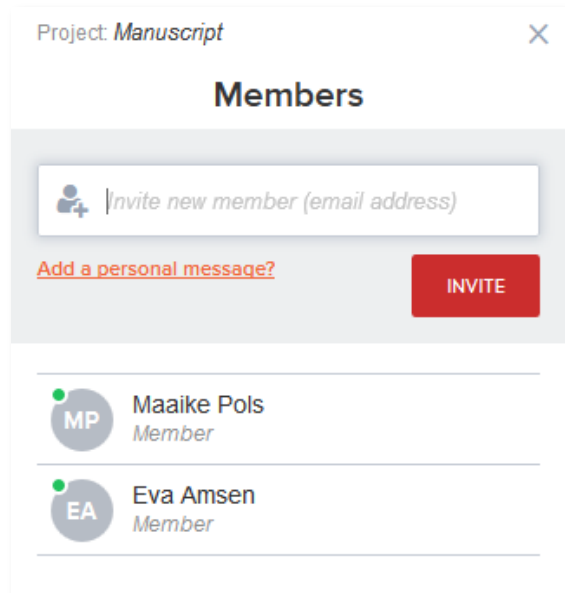 Project: Manuscript
Members
Invite new member (email address)
Add a personal message?
INVITE
MP
Maaike Pols
Member
EA
Eva Amsen
Member